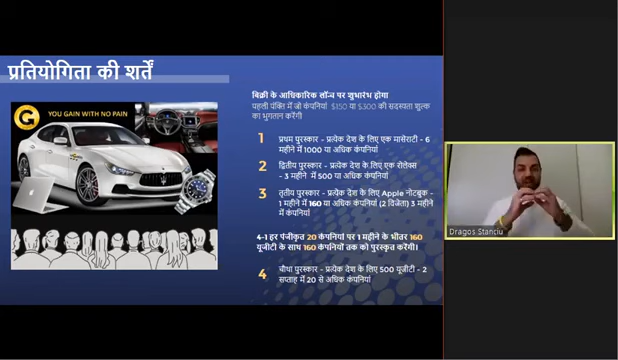 प्रतियोगिता की शर्तें
YOU GAIN WITH NO PAIN
G
बिक्री के आधिकारिक लॉन्च पर शुभारंभ होगा
पहली पंक्ति में जो कंपनियां $150 या $300 की सदस्यता शुल्क
का भुगतान करेंगी
1 प्रथम पुरस्कार - प्रत्येक देश के लिए एक मासेराटी - 6
महीने में 1000 या अधिक कंपनियां
2 द्वितीय पुरस्कार - प्रत्येक देश के लिए एक रोलेक्स
- 3 महीने में 500 या अधिक कंपनियां
3 तृतीय पुरस्कार - प्रत्येक देश के लिए Apple नोटबुक -
1 महीने में 160 या अधिक कंपनियां (2 विजेता) 3 महीने
में कंपनियां
4-1 हर पंजीकृत 20 कंपनियां पर 1 महीने के भीतर 160
यूजीटी के साथ 160 कंपनियों तक को पुरस्कृत करेंगी।
4 चौथा पुरस्कार - प्रत्येक देश के लिए 500 यूजीटी - 2
सप्ताह में 20 से अधिक कंपनियां
Dragos Stanciu